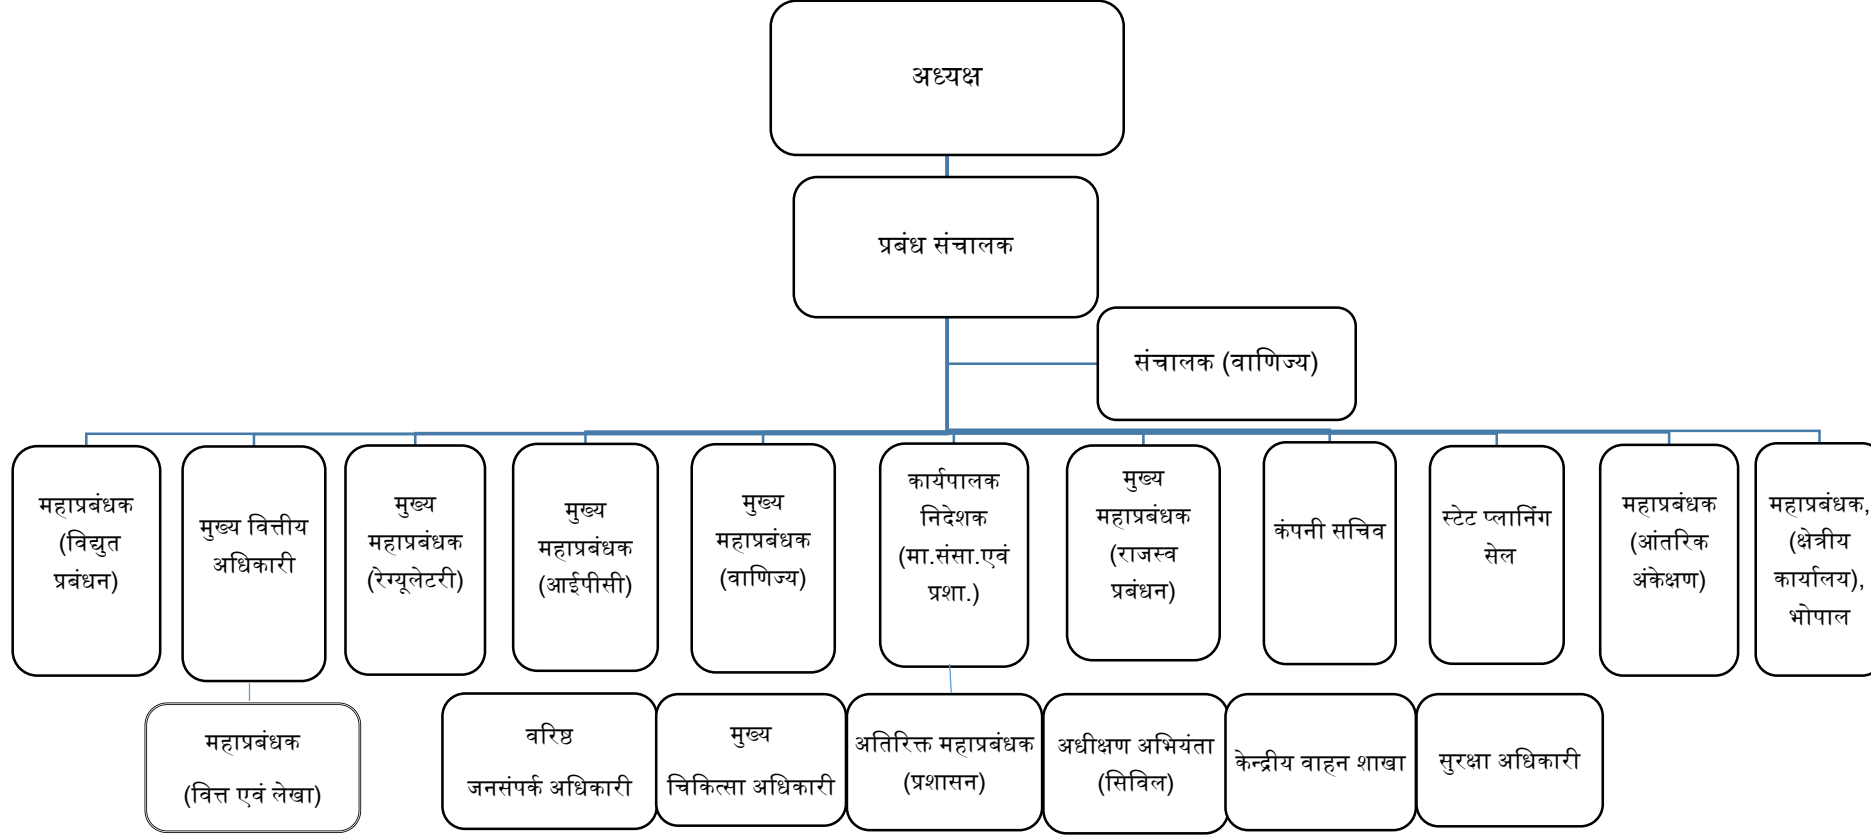 अध्यक्ष
प्रबंध संचालक
संचालक (वाणिज्य)
महाप्रबंधक
(विद्युत
प्रबंधन)
मुख्य वित्तीय
अधिकारी
मुख्य
महाप्रबंधक
(रेग्यूलेटरी)
मुख्य
महाप्रबंधक
(आईपीसी)
मुख्य
महाप्रबंधक
(वाणिज्य)
कार्यपालक
निदेशक
(मा.संसा.एवं
प्रशा.)
मुख्य
महाप्रबंधक
(राजस्व
प्रबंधन)
कंपनी सचिव
स्टेट प्लानिंग
सेल
महाप्रबंधक
(आंतरिक
अंकेक्षण)
महाप्रबंधक,
(क्षेत्रीय
कार्यालय),
भोपाल
महाप्रबंधक
(वित्त एवं लेखा)
वरिष्ठ
जनसंपर्क अधिकारी
मुख्य
चिकित्सा अधिकारी
अतिरिक्त महाप्रबंधक
(प्रशासन)
अधीक्षण अभियंता
(सिविल)
केन्द्रीय वाहन शाखा
सुरक्षा अधिकारी